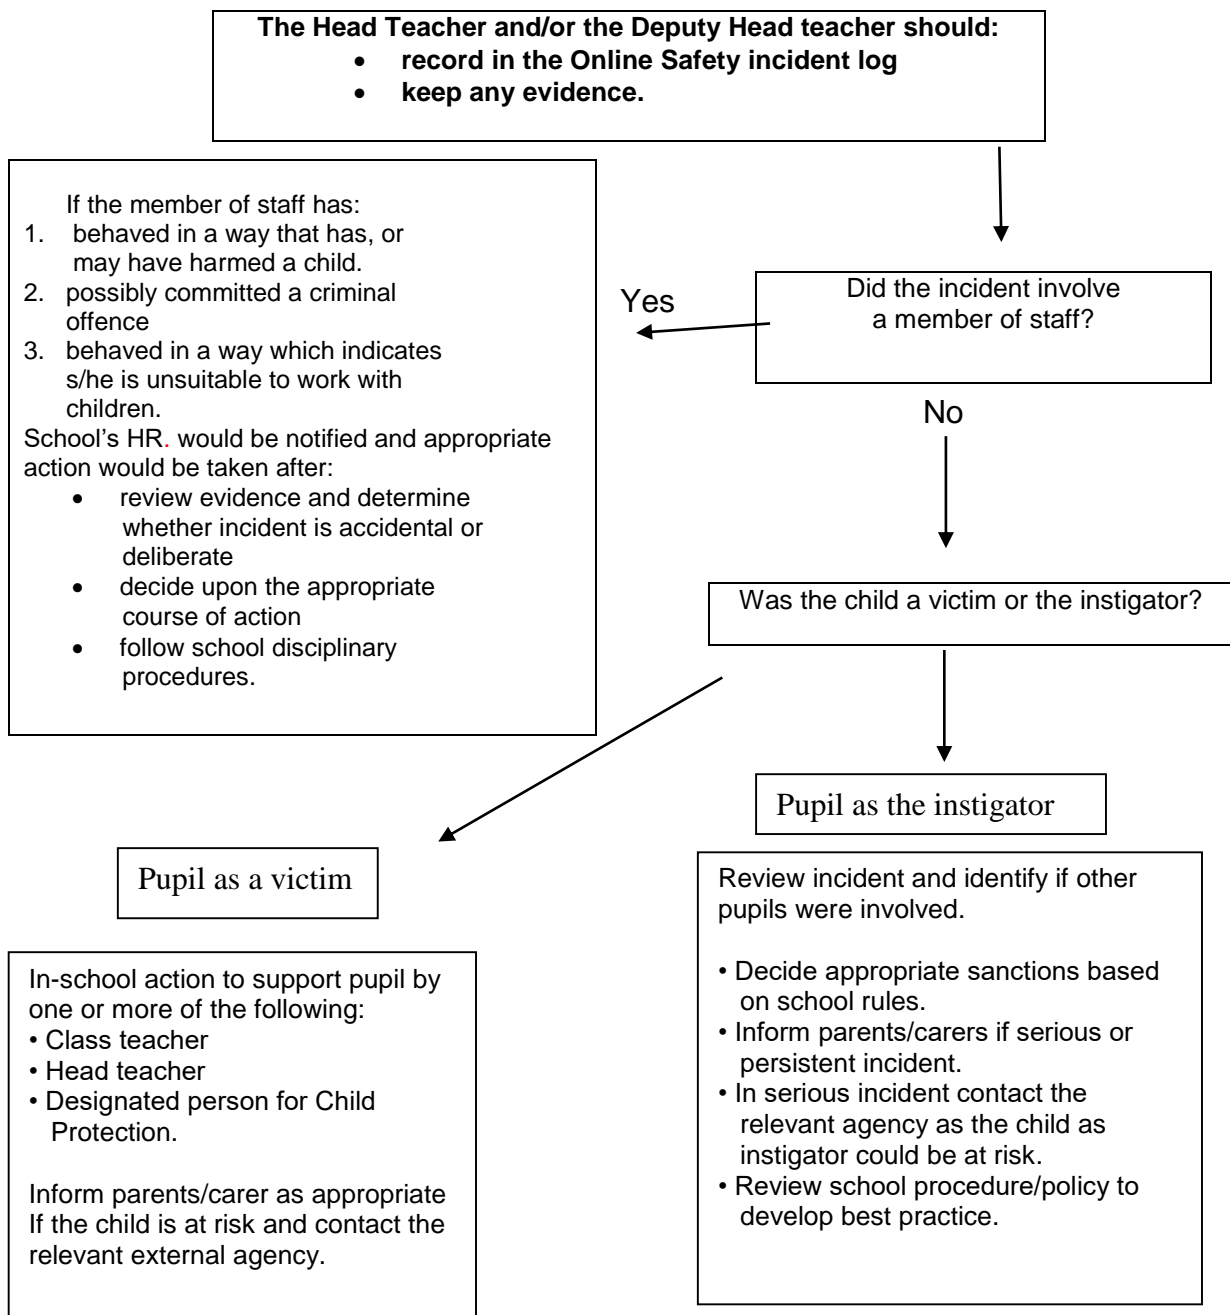 The Head Teacher and/or the Deputy Head teacher should:
• record in the Online Safety incident log
• keep any evidence.
If the member of staff has:
1. behaved in a way that has, or
may have harmed a child.
2. possibly committed a criminal
offence
3. behaved in a way which indicates
s/he is unsuitable to work with
children.
School’s HR. would be notified and appropriate
action would be taken after:
• review evidence and determine
whether incident is accidental or
deliberate
• decide upon the appropriate
course of action
• follow school disciplinary
procedures.
Yes
Did the incident involve
a member of staff?
No
Was the child a victim or the instigator?
Pupil as the instigator
Pupil as a victim
In-school action to support pupil by
one or more of the following:
• Class teacher
• Head teacher
• Designated person for Child
Protection.
Inform parents/carer as appropriate
If the child is at risk and contact the
relevant external agency.
Review incident and identify if other
pupils were involved.
• Decide appropriate sanctions based
on school rules.
• Inform parents/carers if serious or
persistent incident.
• In serious incident contact the
relevant agency as the child as
instigator could be at risk.
• Review school procedure/policy to
develop best practice.